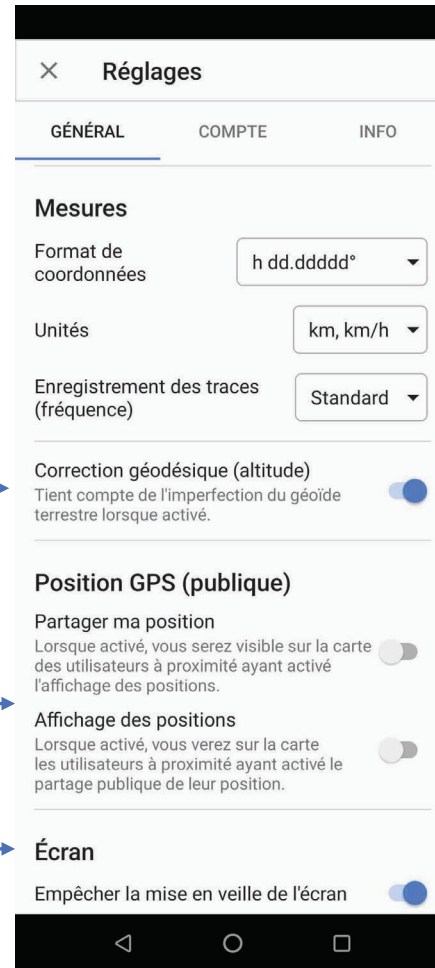 Réglages
GÉNÉRAL COMPTE INFO
Mesures
Format de
coordonnées
h dd.ddddd°
Unités
km, km/h
Enregistrement des traces
(fréquence)
Standard
Correction géodésique (altitude)
Tient compte de l'imperfection du géoïde
terrestre lorsque activé.
Position GPS (publique)
Partager ma position
Lorsque activé, vous serez visible sur la carte
des utilisateurs à proximité ayant activé
l'affichage des positions.
Affichage des positions
Lorsque activé, vous verez sur la carte
les utilisateurs à proximité ayant activé le
partage publique de leur position.
Écran
Empêcher la mise en veille de l'écran